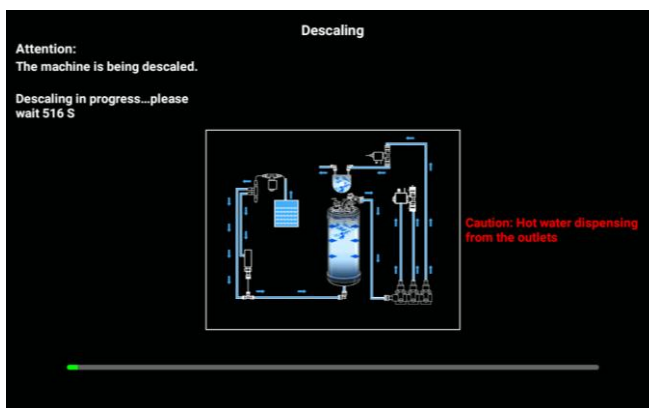 Descaling
Attention:
The machine is being descaled.
Descaling in progress...please
wait 516 S
Caution: Hot water dispensing
from the outlets